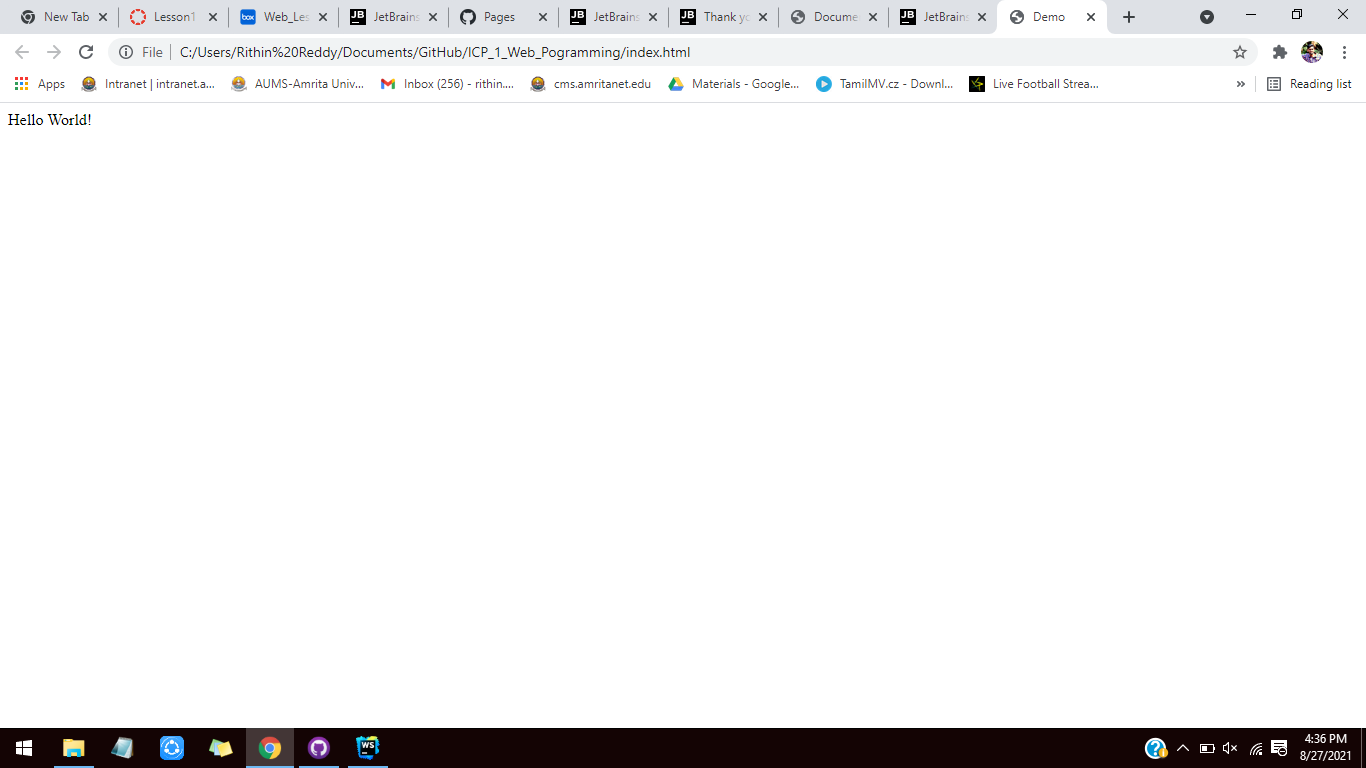 New Tab Lesson1 Web_Les JetBrains Pages JetBrains Thank yo Docume JetBrains Demo
File C:/Users/Rithin%20Reddy/Documents/GitHub/ICP_1_Web_Pogramming/index.html
Apps Intranet | intranet.a... AUMS-Amrita Univ... Inbox (256) - rithin.... cms.amritanet.edu Materials - Google... TamilMV.cz - Downl... Live Football Strea... » Reading list
Hello World!
4:36 PM
8/27/2021